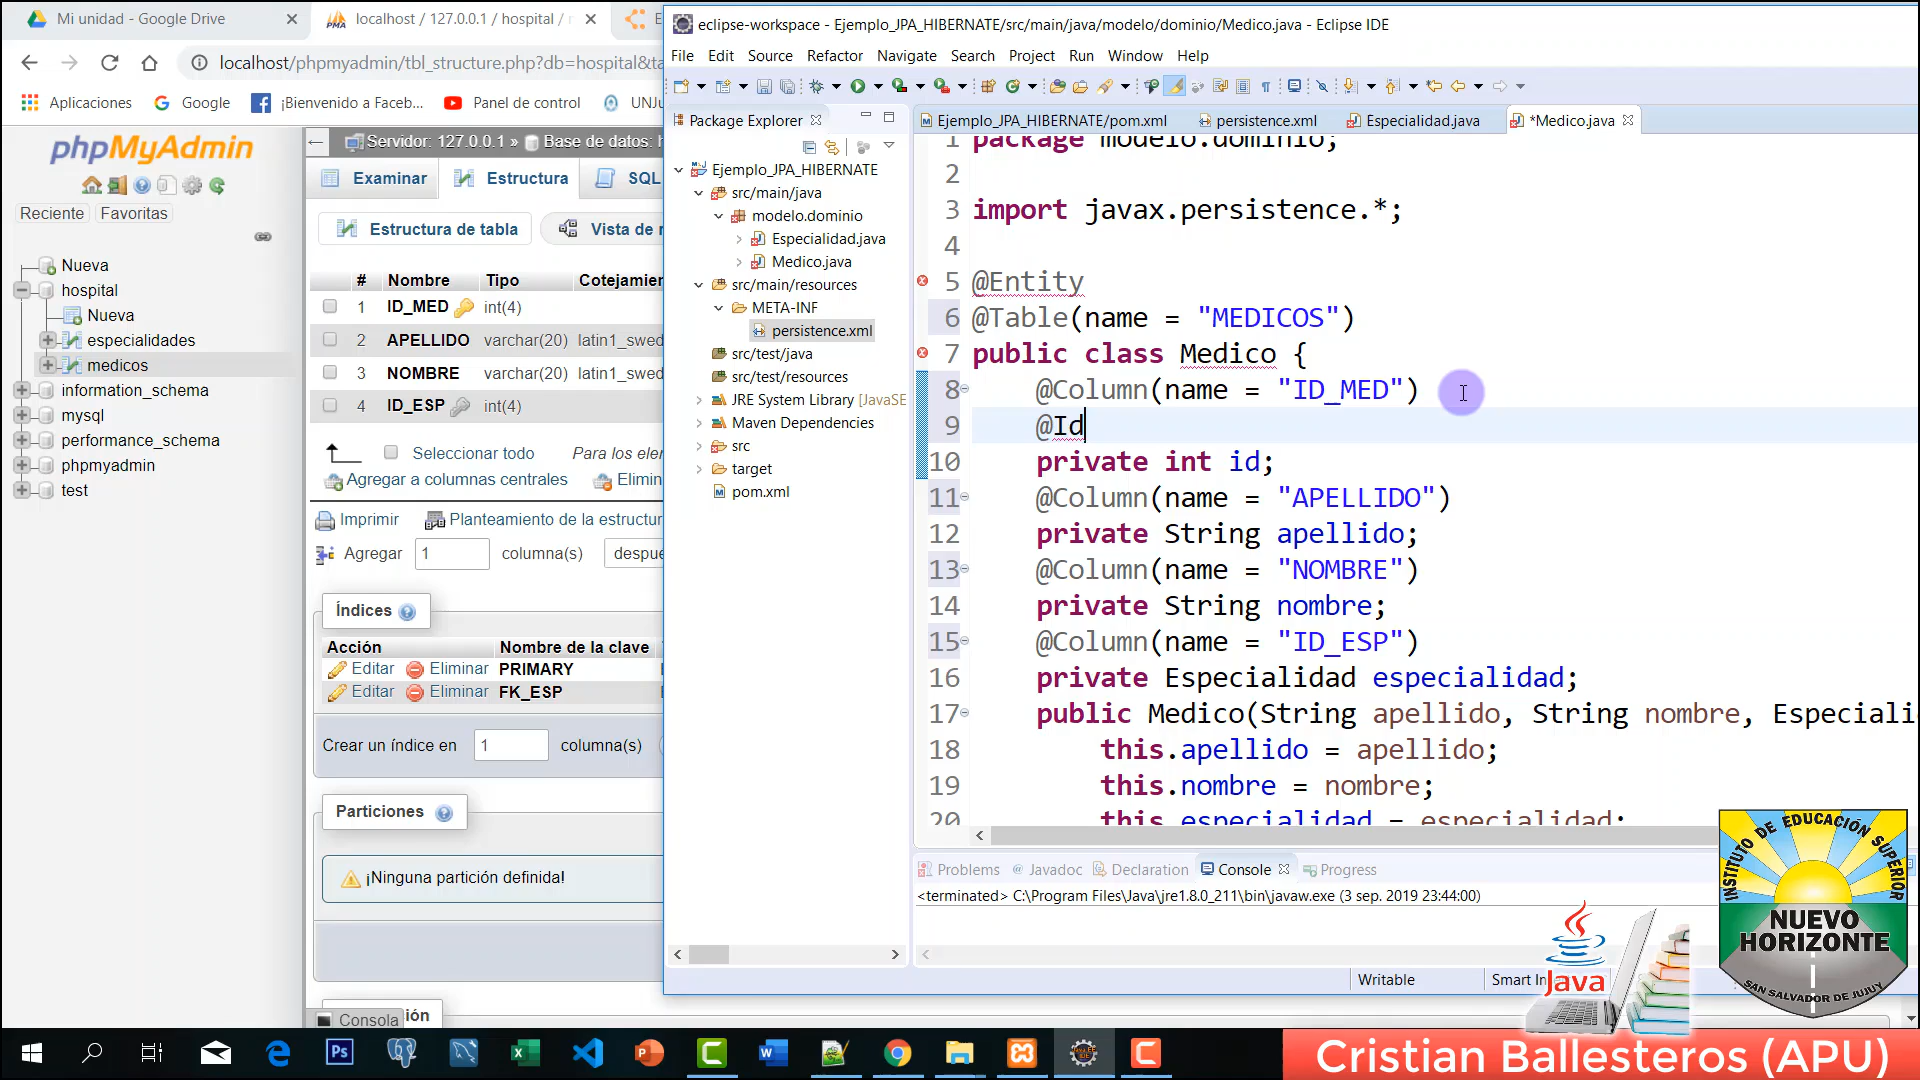 Mi unidad - Google Drive
localhost / 127.0.0.1 / hospital /
E
localhost/phpmyadmin/tbl_structure.php?db=hospital&ta
Aplicaciones
Google
¡Bienvenido a Faceb...
Panel de control
UNJu
phpMyAdmin
Reciente
Favoritas
Nueva
hospital
Nueva
especialidades
medicos
information_schema
mysql
performance_schema
phpmyadmin
test
Servidor: 127.0.0.1 » Base de datos: h
Examinar
Estructura
SQL
Estructura de tabla
Vista de r
# Nombre Tipo Cotejamien
1 ID_MED int(4)
2 APELLIDO varchar(20) latin1_swed
3 NOMBRE varchar(20) latin1_swed
4 ID_ESP int(4)
Seleccionar todo
Para los elem
Agregar a columnas centrales
Elimin
Imprimir
Planteamiento de la estructur
Agregar 1 columna(s) despue
Índices
Acción Nombre de la clave
Editar Eliminar PRIMARY
Editar Eliminar FK_ESP
Crear un índice en 1 columna(s)
Particiones
¡Ninguna partición definida!
Consola
ión
eclipse-workspace - Ejemplo_JPA_HIBERNATE/src/main/java/modelo/dominio/Medico.java - Eclipse IDE
File Edit Source Refactor Navigate Search Project Run Window Help
Package Explorer
Ejemplo_JPA_HIBERNATE
src/main/java
modelo.dominio
Especialidad.java
Medico.java
src/main/resources
META-INF
persistence.xml
src/test/java
src/test/resources
JRE System Library [JavaSE
Maven Dependencies
src
target
pom.xml
Ejemplo_JPA_HIBERNATE/pom.xml
persistence.xml
Especialidad.java
*Medico.java
1 package modelo.dominio;
2
3 import javax.persistence.*;
4
5 @Entity
6 @Table(name = "MEDICOS")
7 public class Medico {
8 @Column(name = "ID_MED")
9 @Id
10 private int id;
11 @Column(name = "APELLIDO")
12 private String apellido;
13 @Column(name = "NOMBRE")
14 private String nombre;
15 @Column(name = "ID_ESP")
16 private Especialidad especialidad;
17 public Medico(String apellido, String nombre, Especiali
18 this.apellido = apellido;
19 this.nombre = nombre;
20 this.especialidad = especialidad;
Problems
Javadoc
Declaration
Console
Progress
<terminated> C:\Program Files\Java\jre1.8.0_211\bin\javaw.exe (3 sep. 2019 23:44:00)
Writable
Smart In
Java
INSTITUTO DE EDUCACIÓN SUPERIOR
NUEVO
HORIZONTE
SAN SALVADOR DE JUJUY
Cristian Ballesteros (APU)